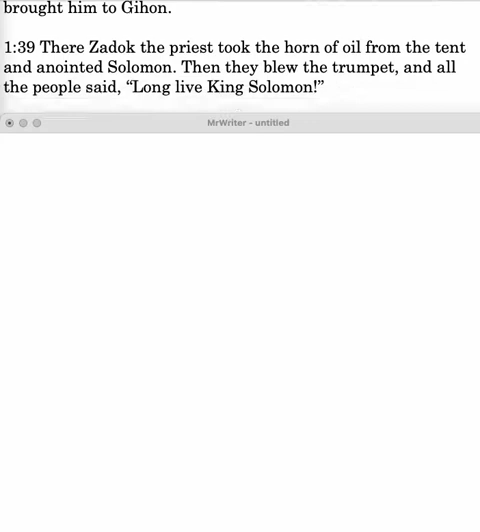 brought him to Gihon.
1:39 There Zadok the priest took the horn of oil from the tent
and anointed Solomon. Then they blew the trumpet, and all
the people said, “Long live King Solomon!”
MrWriter - untitled